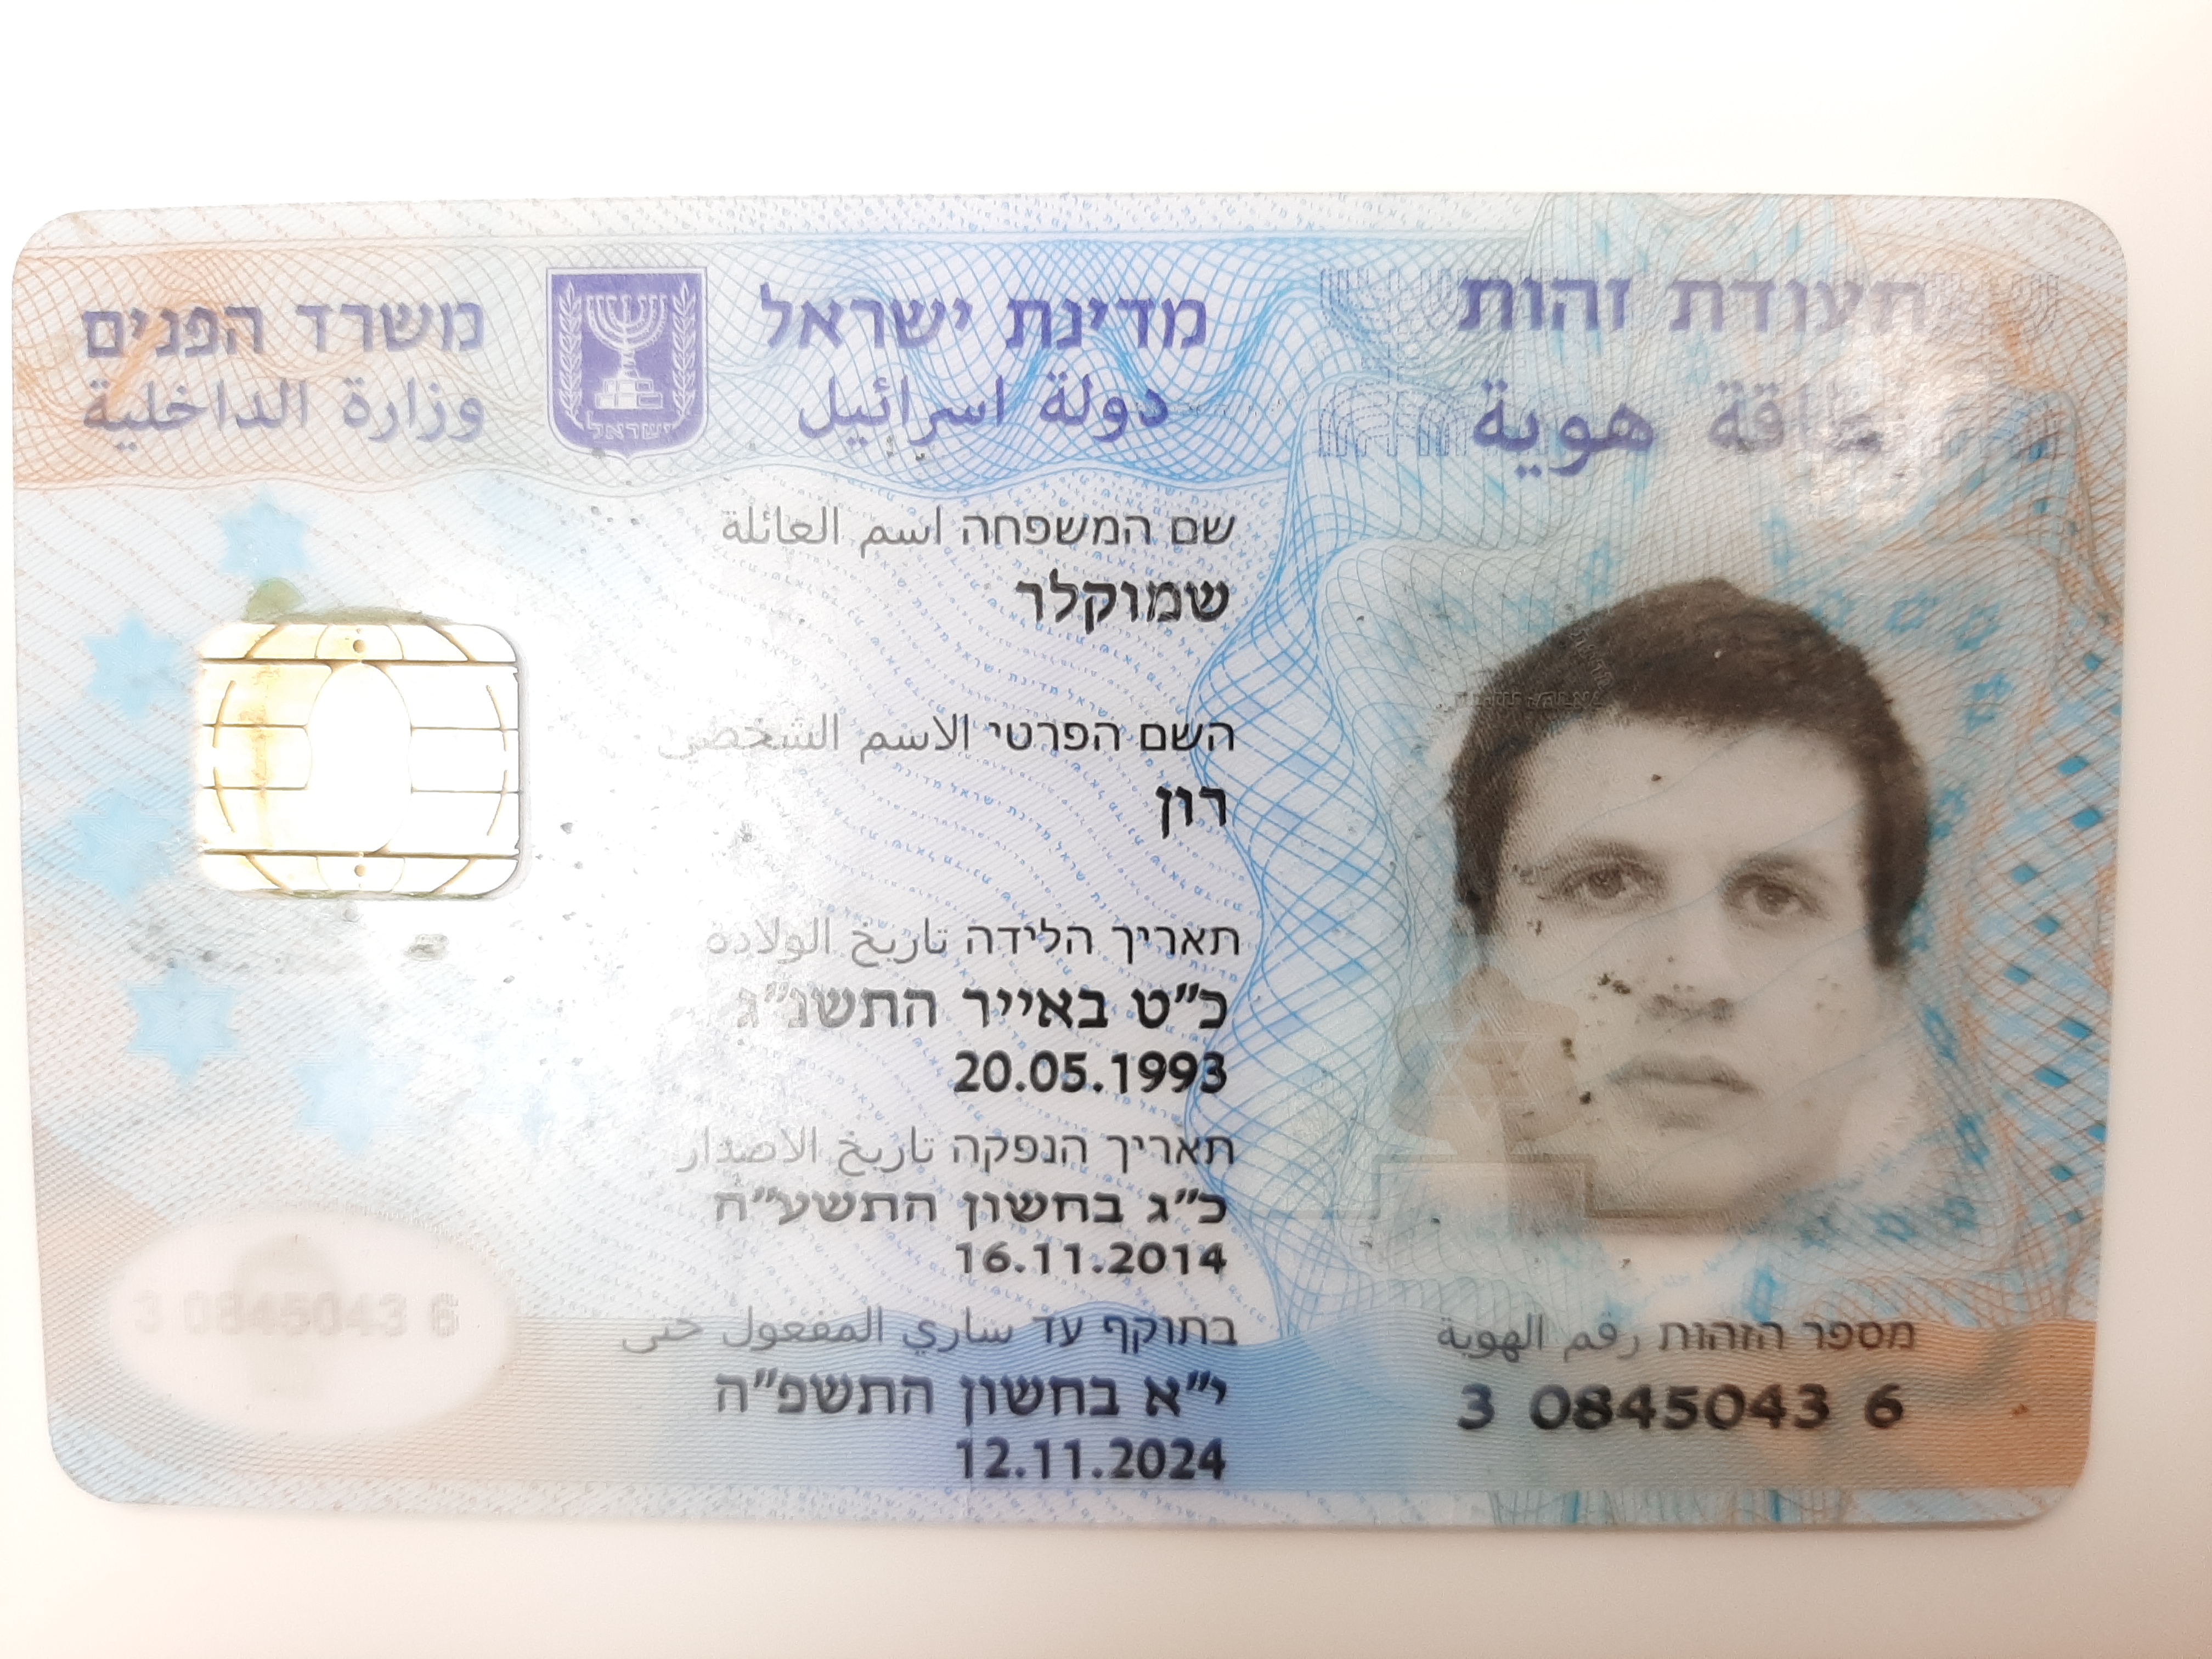 מדינת ישראל משרד הפנים
دولة اسرائيل وزارة الداخلية
תעודת זהות
بطاقة هوية
שם המשפחה اسم العائلة
שמוקלר
השם הפרטי الاسم الشخصي
רון
תאריך הלידה تاريخ الولادة
כ"ט באייר התשנ"ג
20.05.1993
תאריך הנפקה تاريخ الاصدار
כ"ג בחשון התשע"ה
16.11.2014
בתוקף עד ساري المفعول حتى
י"א בחשון התשפ"ה
12.11.2024
מספר הזהות رقم الهوية
3 0845043 6
3 0845043 6